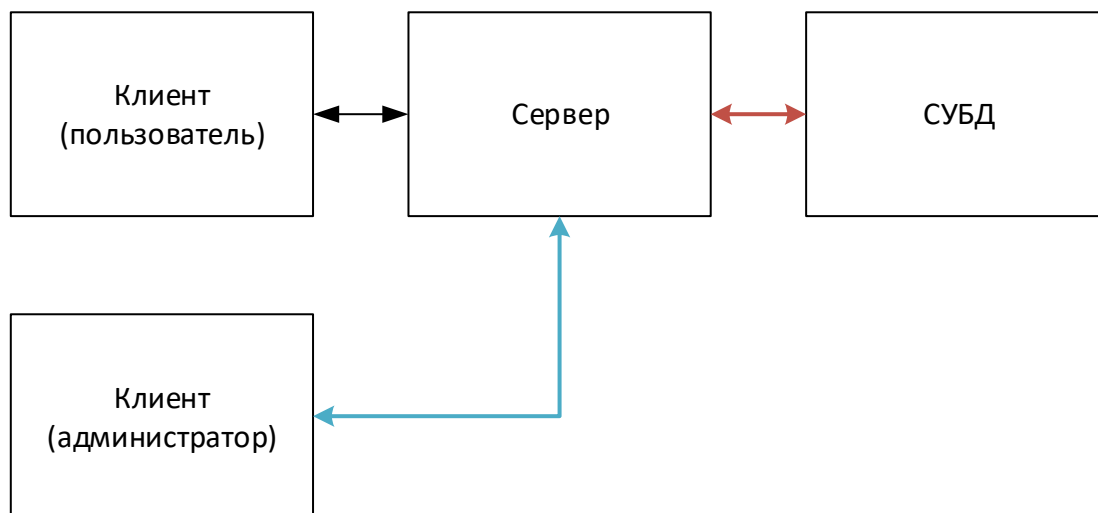 Клиент
(пользователь)
Сервер
СУБД
Клиент
(администратор)